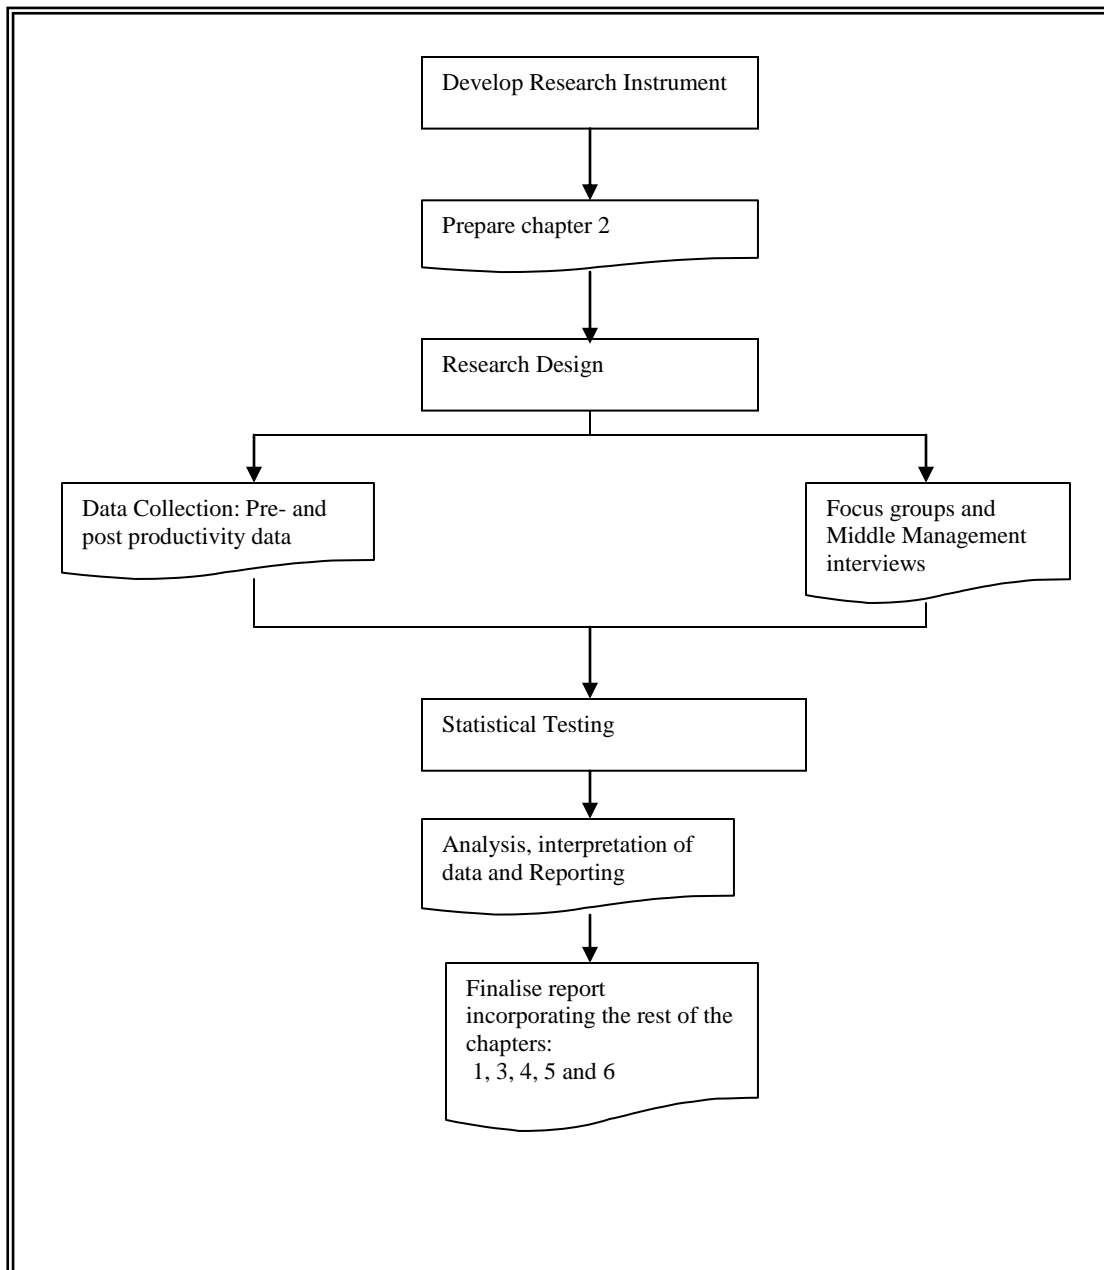 Develop Research Instrument
Prepare chapter 2
Research Design
Data Collection: Pre- and
post productivity data
Focus groups and
Middle Management
interviews
Statistical Testing
Analysis, interpretation of
data and Reporting
Finalise report
incorporating the rest of the
chapters:
1, 3, 4, 5 and 6